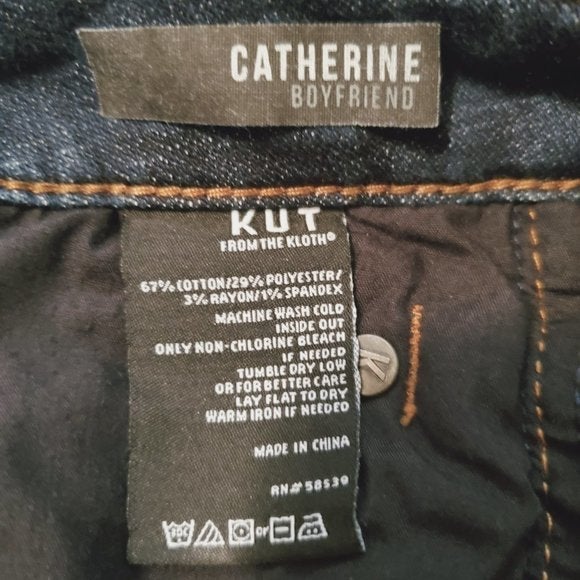 CATHERINE
BOYFRIEND
KUT
FROM THE KLOTH®
67% COTTON/29% POLYESTER/
3% RAYON/1% SPANDEX
MACHINE WASH COLD
INSIDE OUT
ONLY NON-CHLORINE BLEACH
IF NEEDED
TUMBLE DRY LOW
OR FOR BETTER CARE
LAY FLAT TO DRY
WARM IRON IF NEEDED
MADE IN CHINA
RN# 58539
or
K